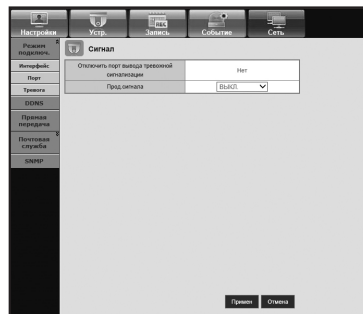 Настройки Устр. Запись Событие Сеть
REC
Режим
подключ.
Интерфейс
Порт
Тревога
DDNS
Прямая
передача
Почтовая
служба
SNMP
Сигнал
Отключить порт вывода тревожной
сигнализации
Нет
Прод.сигнала
ВЫКЛ.
Примен Отмена